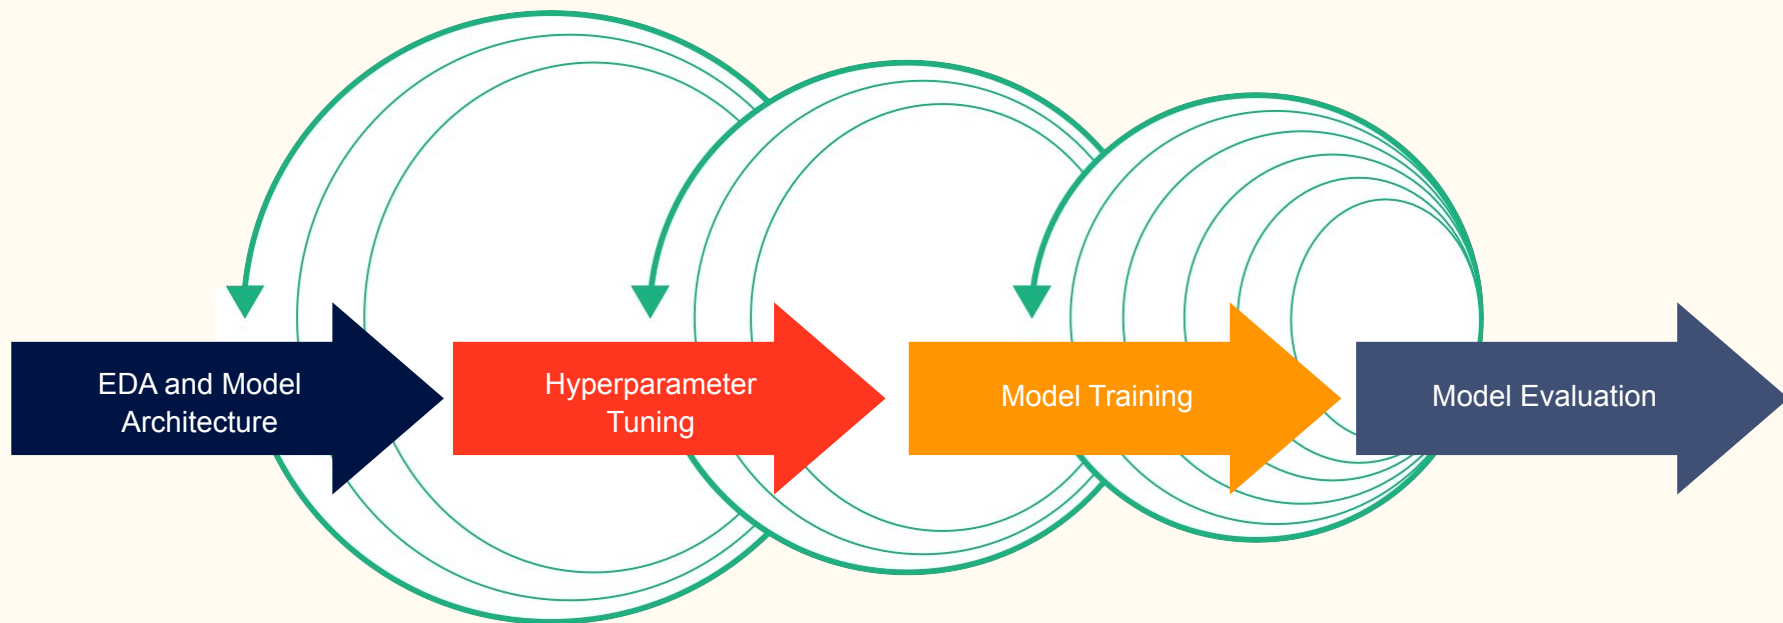 EDA and Model
Architecture
Hyperparameter
Tuning
Model Training
Model Evaluation